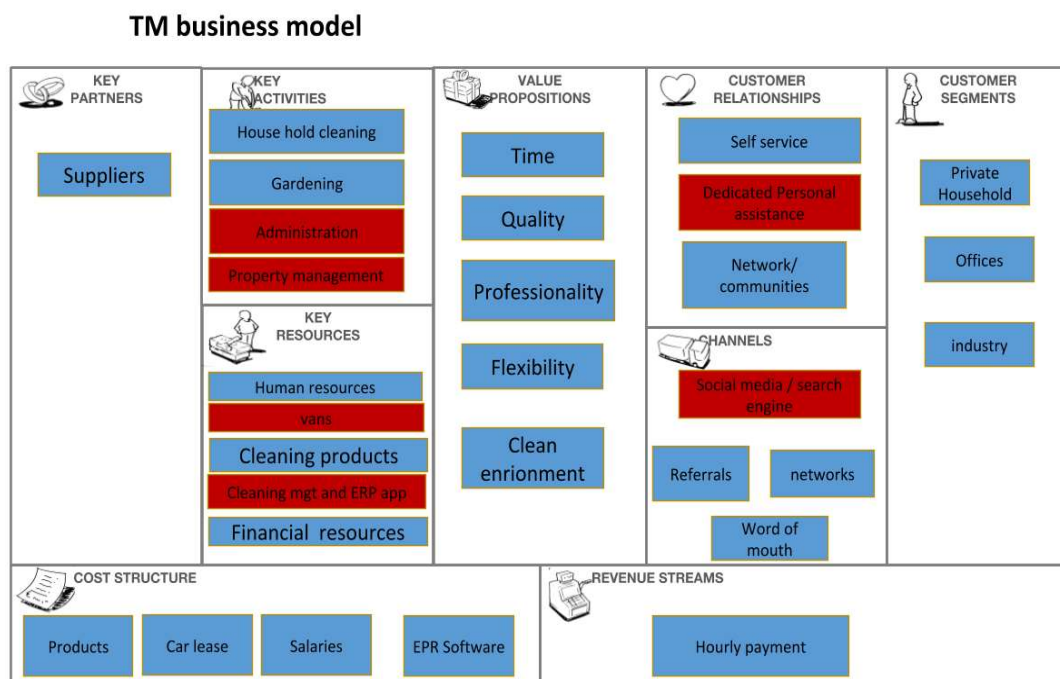 TM business model
KEY
PARTNERS
Suppliers
KEY
ACTIVITIES
House hold cleaning
Gardening
Administration
Property management
KEY
RESOURCES
Human resources
vans
Cleaning products
Cleaning mgt and ERP app
Financial resources
VALUE
PROPOSITIONS
Time
Quality
Professionality
Flexibility
Clean
enrionment
CUSTOMER
RELATIONSHIPS
Self service
Dedicated Personal
assistance
Network/
communities
CHANNELS
Social media / search
engine
Referrals
networks
Word of
mouth
CUSTOMER
SEGMENTS
Private
Household
Offices
industry
COST STRUCTURE
Products
Car lease
Salaries
EPR Software
REVENUE STREAMS
Hourly payment